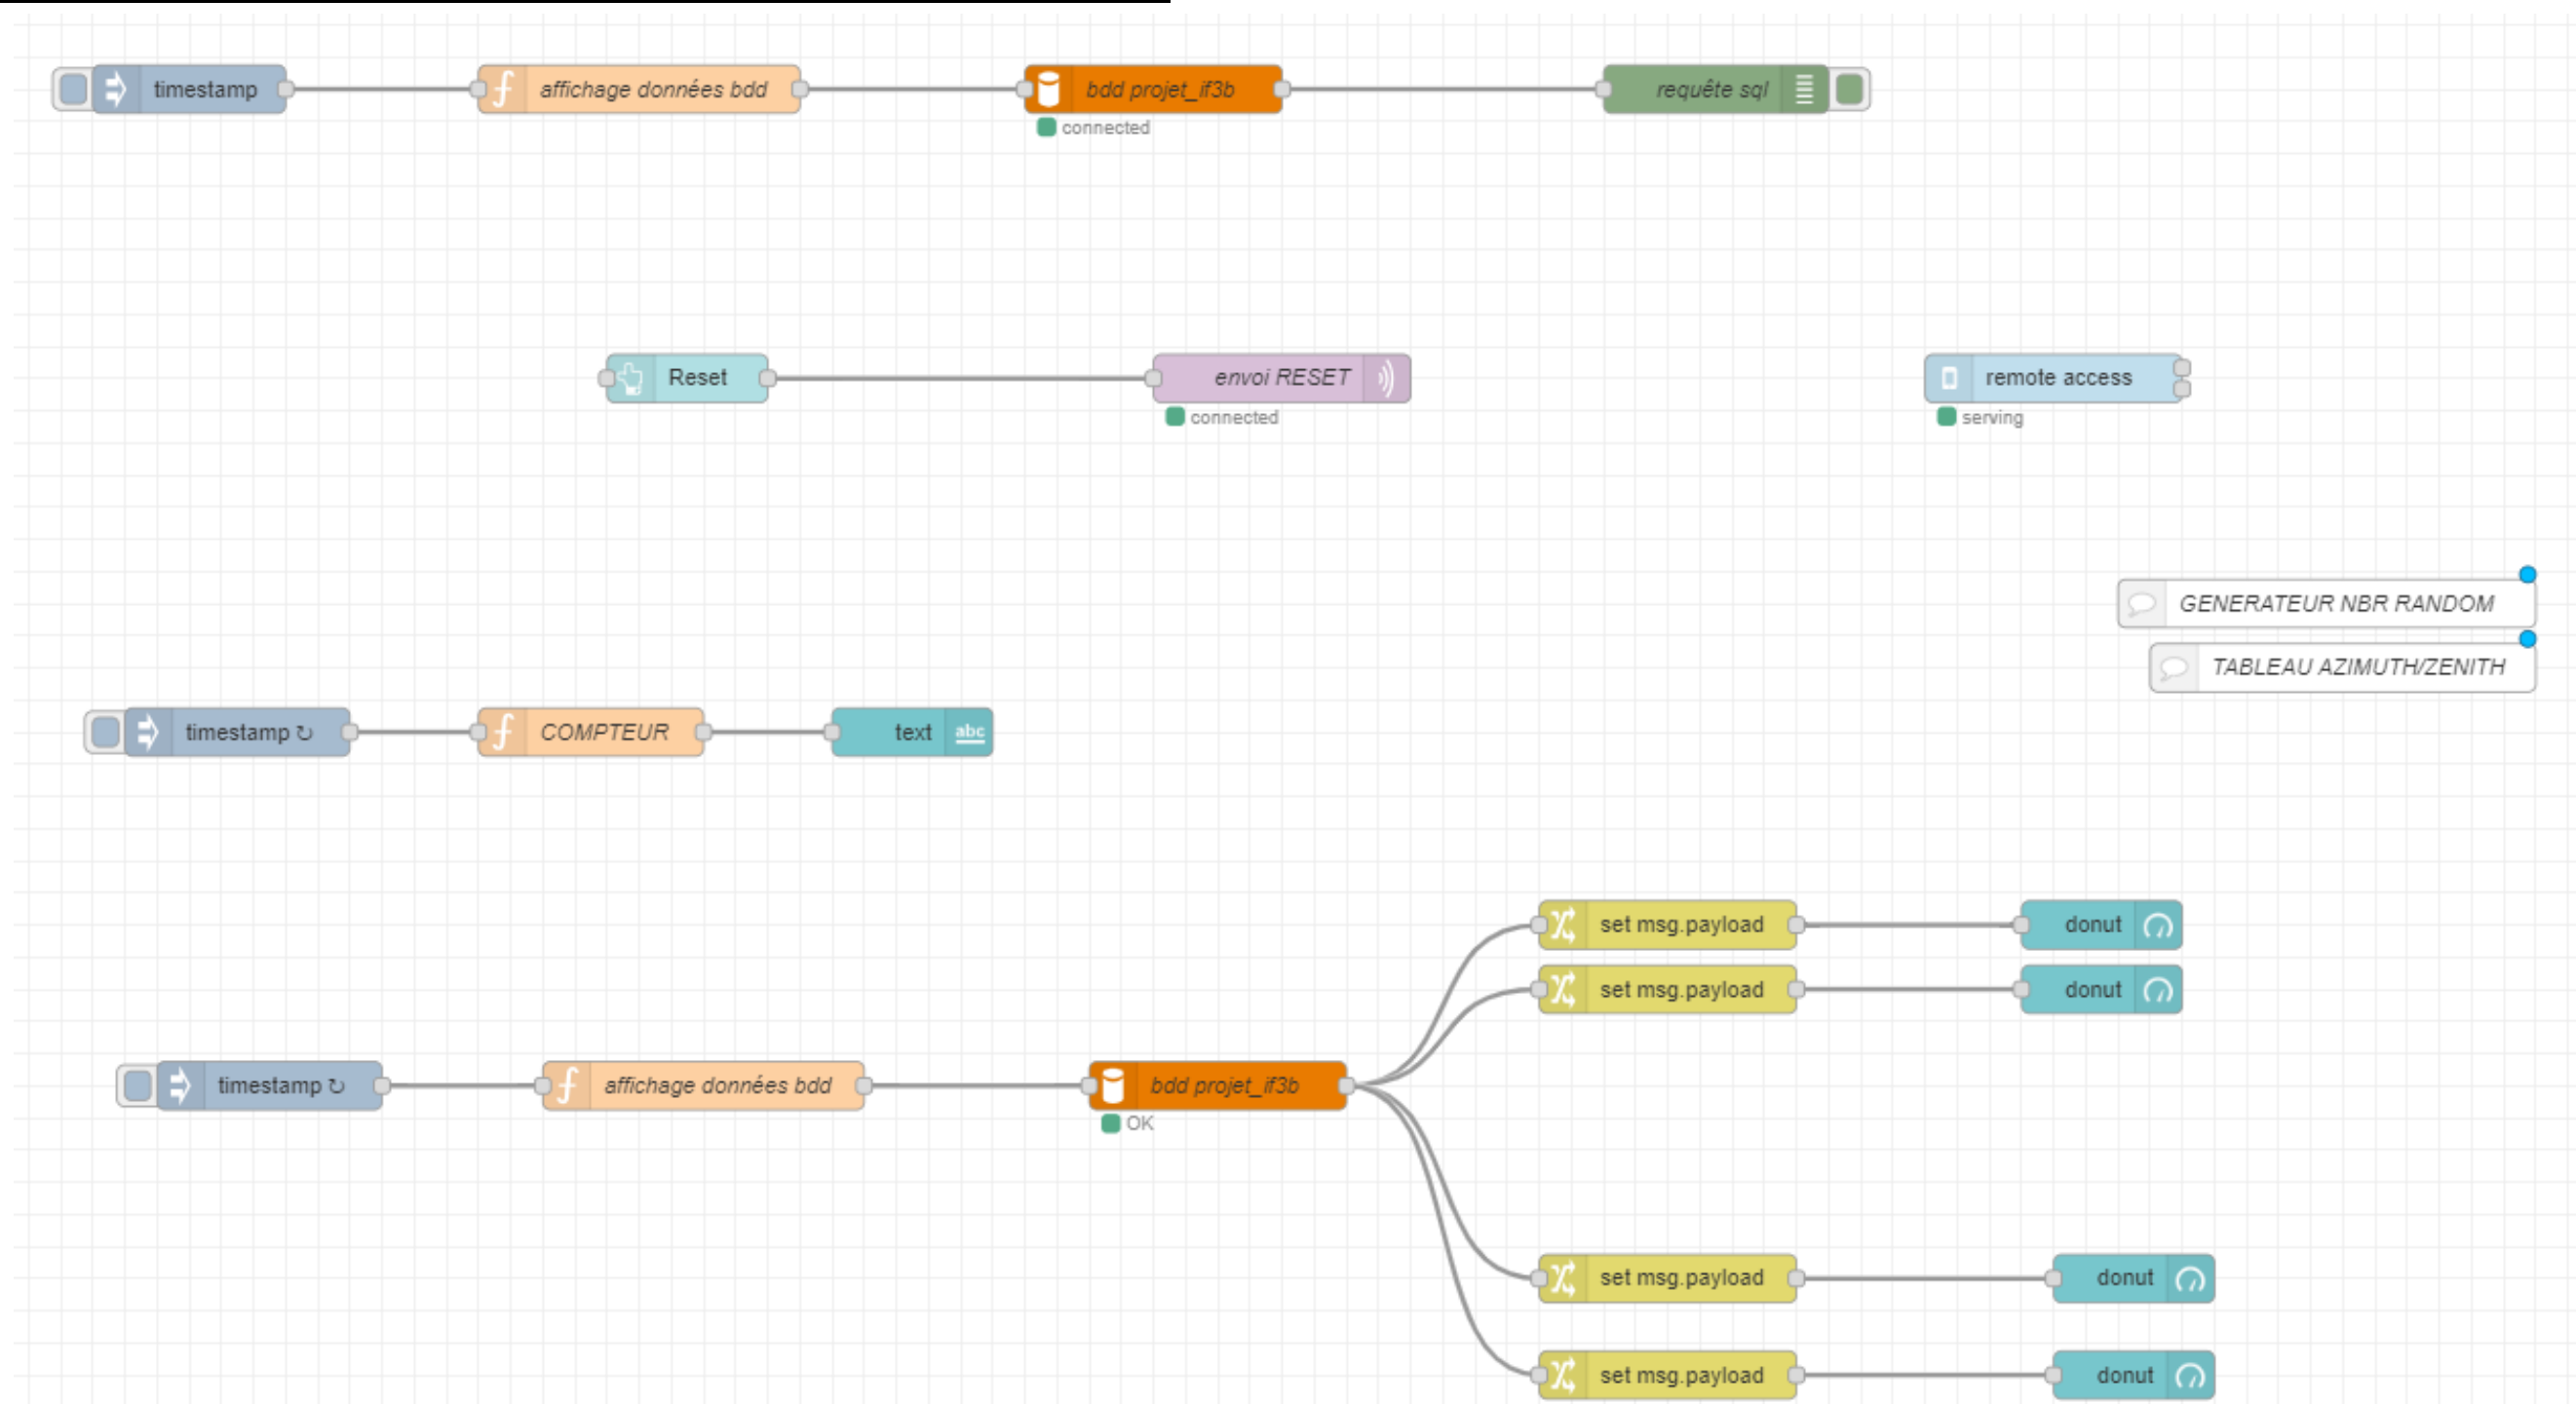 timestamp
affichage données bdd
bdd projet_if3b
requête sql
connected
Reset
envoi RESET
remote access
connected
serving
GENERATEUR NBR RANDOM
TABLEAU AZIMUTH/ZENITH
timestamp ↻
COMPTEUR
text
abc
set msg.payload
donut
set msg.payload
donut
timestamp ↻
affichage données bdd
bdd projet_if3b
OK
set msg.payload
donut
set msg.payload
donut